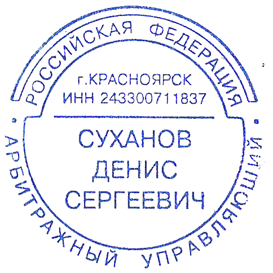 РОССИЙСКАЯ ФЕДЕРАЦИЯ
г.КРАСНОЯРСК
ИНН 243300711837
СУХАНОВ
ДЕНИС
СЕРГЕЕВИЧ
АРБИТРАЖНЫЙ УПРАВЛЯЮЩИЙ